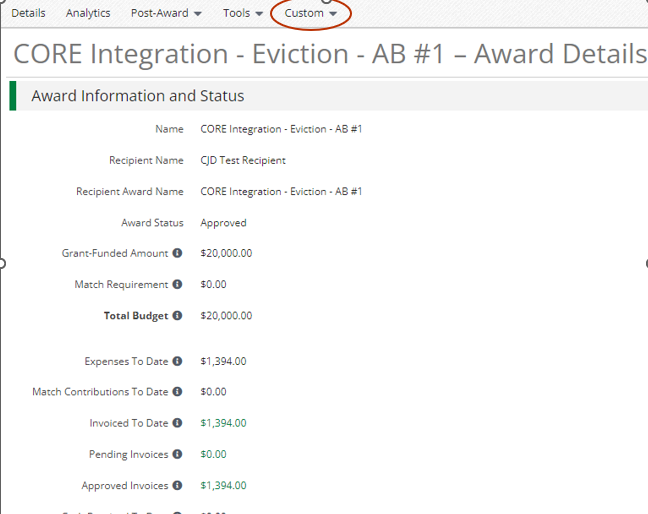 Details Analytics Post-Award Tools Custom
CORE Integration - Eviction - AB #1 – Award Details
Award Information and Status
Name CORE Integration - Eviction - AB #1
Recipient Name CJD Test Recipient
Recipient Award Name CORE Integration - Eviction - AB #1
Award Status Approved
Grant-Funded Amount $20,000.00
Match Requirement $0.00
Total Budget $20,000.00
Expenses To Date $1,394.00
Match Contributions To Date $0.00
Invoiced To Date $1,394.00
Pending Invoices $0.00
Approved Invoices $1,394.00